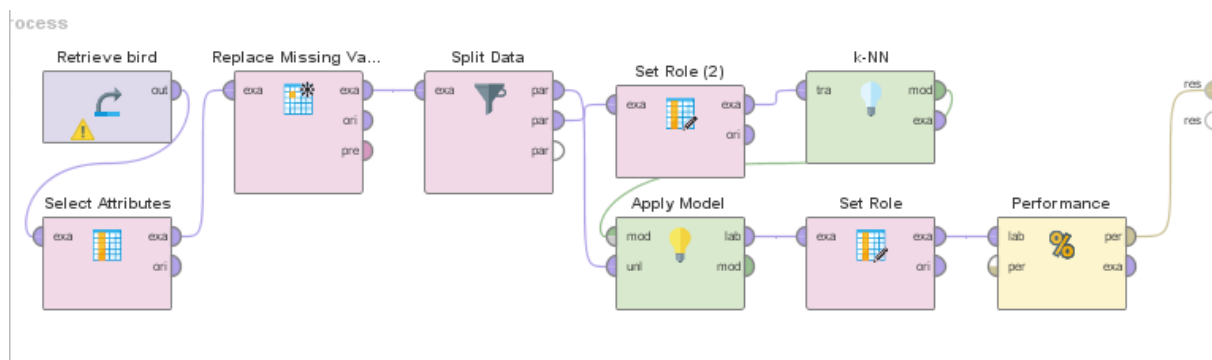 rocess
Retrieve bird
out
Replace Missing Va...
exa
exa
ori
pre
Split Data
exa
par
par
par
Set Role (2)
exa
exa
ori
k-NN
tra
mod
exa
res
res
Select Attributes
exa
exa
ori
Apply Model
mod
unl
lab
mod
Set Role
exa
exa
ori
Performance
lab
per
%
per
exa